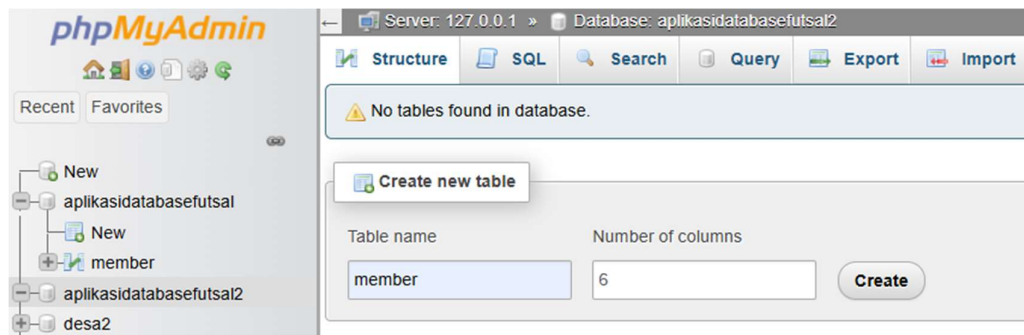 phpMyAdmin
Recent Favorites
New
aplikasidatabasefutsal
New
member
aplikasidatabasefutsal2
desa2
Server: 127.0.0.1 » Database: aplikasidatabasefutsal2
Structure SQL Search Query Export Import
No tables found in database.
Create new table
Table name Number of columns
member 6 Create